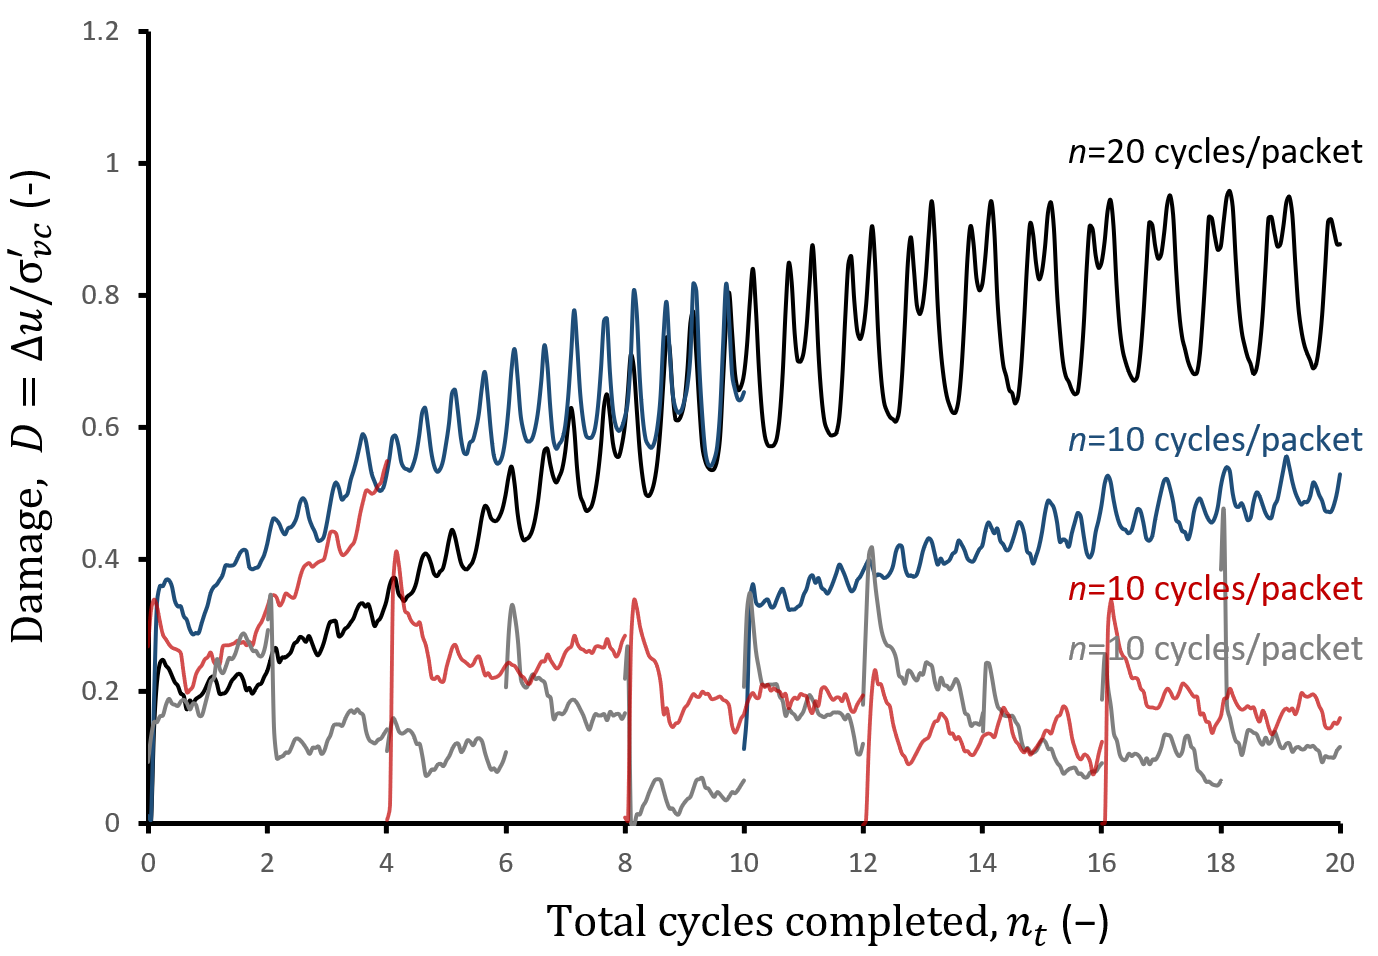 1.2
1
0.8
0.6
0.4
0.2
0
Damage, D = Δu/σ′vc (-)
n=20 cycles/packet
n=10 cycles/packet
n=10 cycles/packet
n=10 cycles/packet
0 2 4 6 8 10 12 14 16 18 20
Total cycles completed, nt (−)